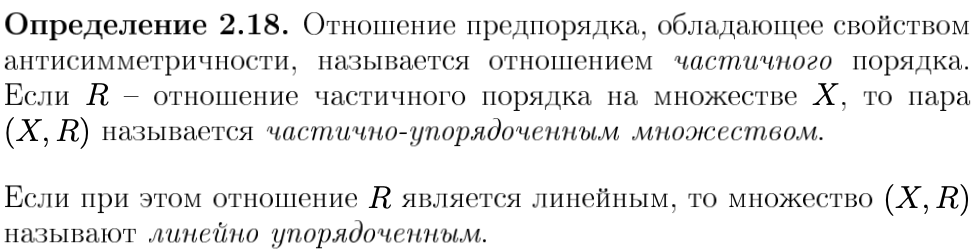 Определение 2.18. Отношение предпорядка, обладающее свойством
антисимметричности, называется отношением частичного порядка.
Если R – отношение частичного порядка на множестве X, то пара
(X, R) называется частично-упорядоченным множеством.
Если при этом отношение R является линейным, то множество (X, R)
называют линейно упорядоченным.